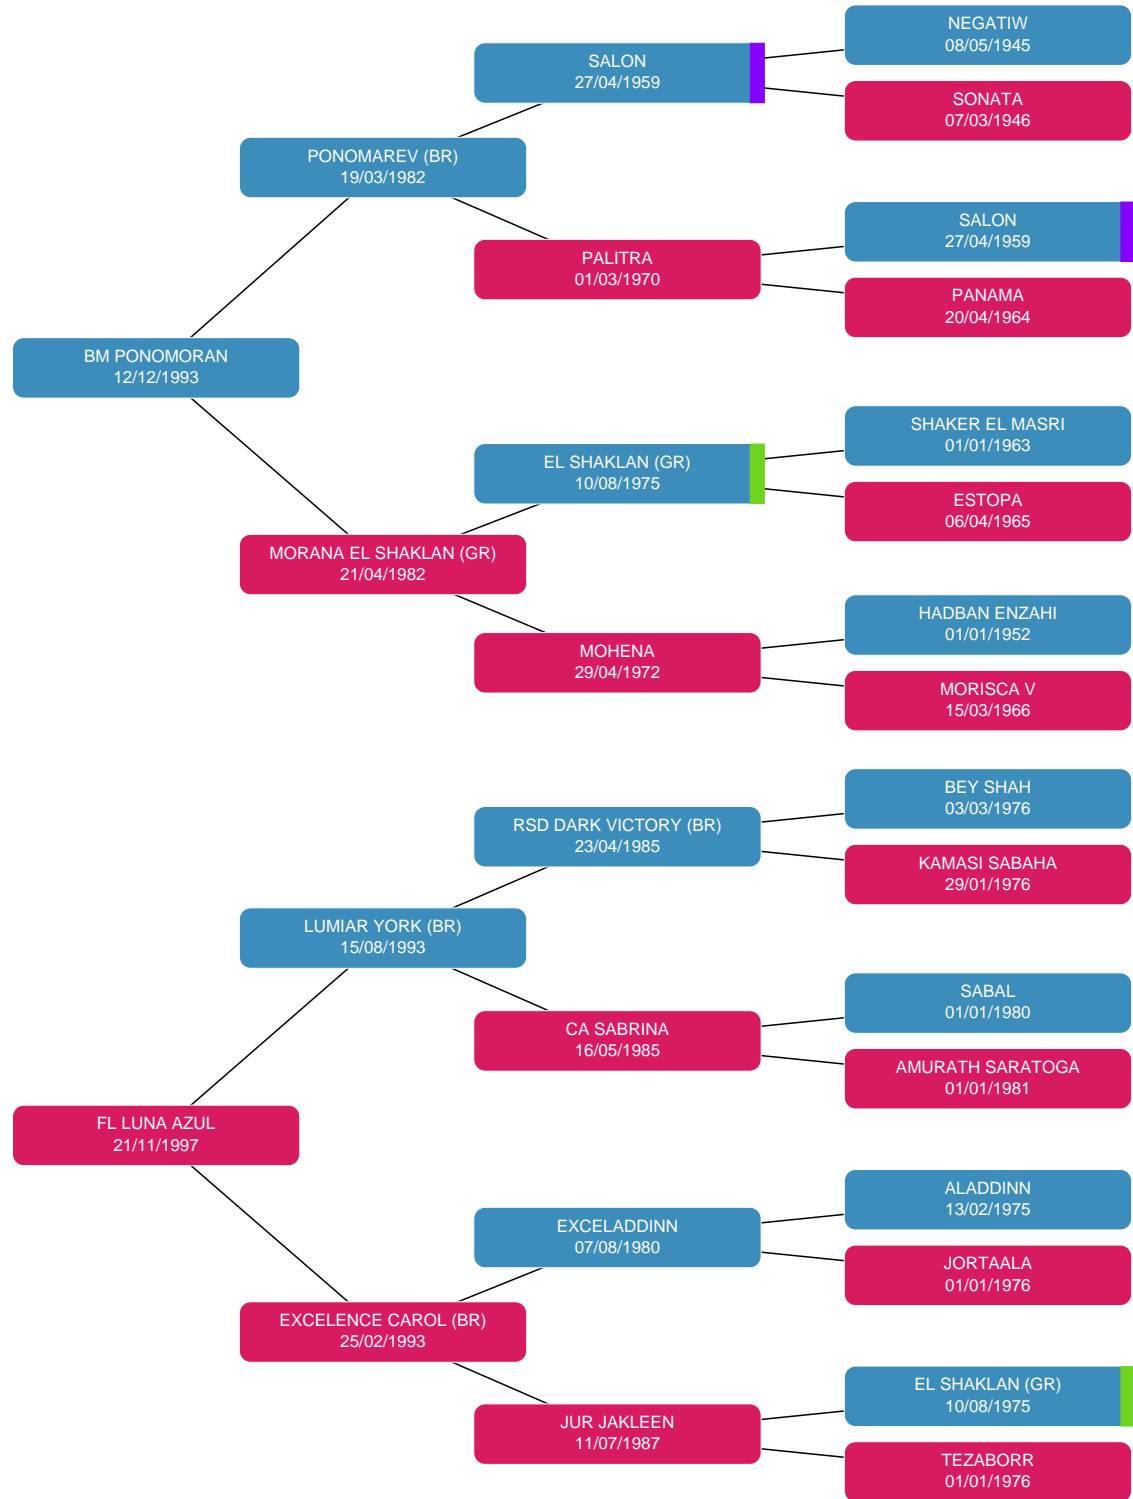 NEGATIW
08/05/1945
SALON
27/04/1959
SONATA
07/03/1946
PONOMAREV (BR)
19/03/1982
SALON
27/04/1959
PALITRA
01/03/1970
PANAMA
20/04/1964
BM PONOMORAN
12/12/1993
SHAKER EL MASRI
01/01/1963
EL SHAKLAN (GR)
10/08/1975
ESTOPA
06/04/1965
MORANA EL SHAKLAN (GR)
21/04/1982
HADBAN ENZAHI
01/01/1952
MOHENA
29/04/1972
MORISCA V
15/03/1966
BEY SHAH
03/03/1976
RSD DARK VICTORY (BR)
23/04/1985
KAMASI SABAHA
29/01/1976
LUMIAR YORK (BR)
15/08/1993
SABAL
01/01/1980
CA SABRINA
16/05/1985
AMURATH SARATOGA
01/01/1981
FL LUNA AZUL
21/11/1997
ALADDINN
13/02/1975
EXCELADDINN
07/08/1980
JORTAALA
01/01/1976
EXCELENCE CAROL (BR)
25/02/1993
EL SHAKLAN (GR)
10/08/1975
JUR JAKLEEN
11/07/1987
TEZABORR
01/01/1976